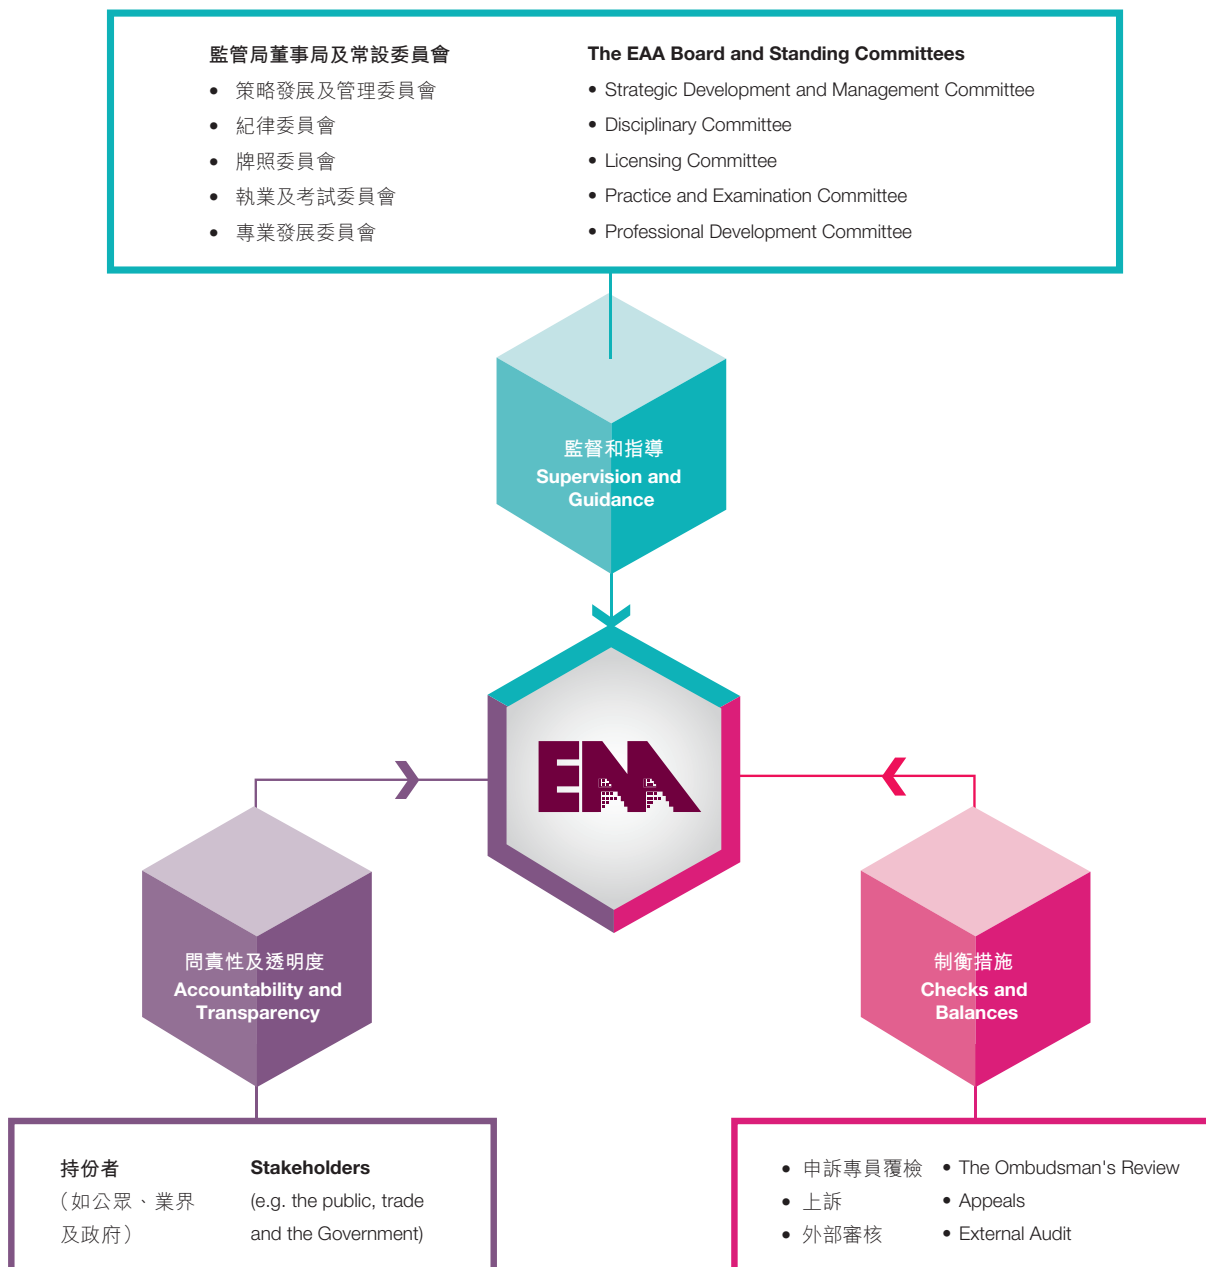 監管局董事局及常設委員會
• 策略發展及管理委員會
• 紀律委員會
• 牌照委員會
• 執業及考試委員會
• 專業發展委員會
The EAA Board and Standing Committees
• Strategic Development and Management Committee
• Disciplinary Committee
• Licensing Committee
• Practice and Examination Committee
• Professional Development Committee
監督和指導
Supervision and
Guidance
EAA
問責性及透明度
Accountability and
Transparency
制衡措施
Checks and
Balances
持份者
（如公眾、業界
及政府）
Stakeholders
(e.g. the public, trade
and the Government)
• 申訴專員覆檢
• 上訴
• 外部審核
• The Ombudsman's Review
• Appeals
• External Audit